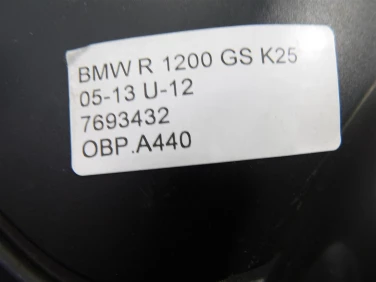 BMW R 1200 GS K25
05-13 U-12
7693432
OBP.A440